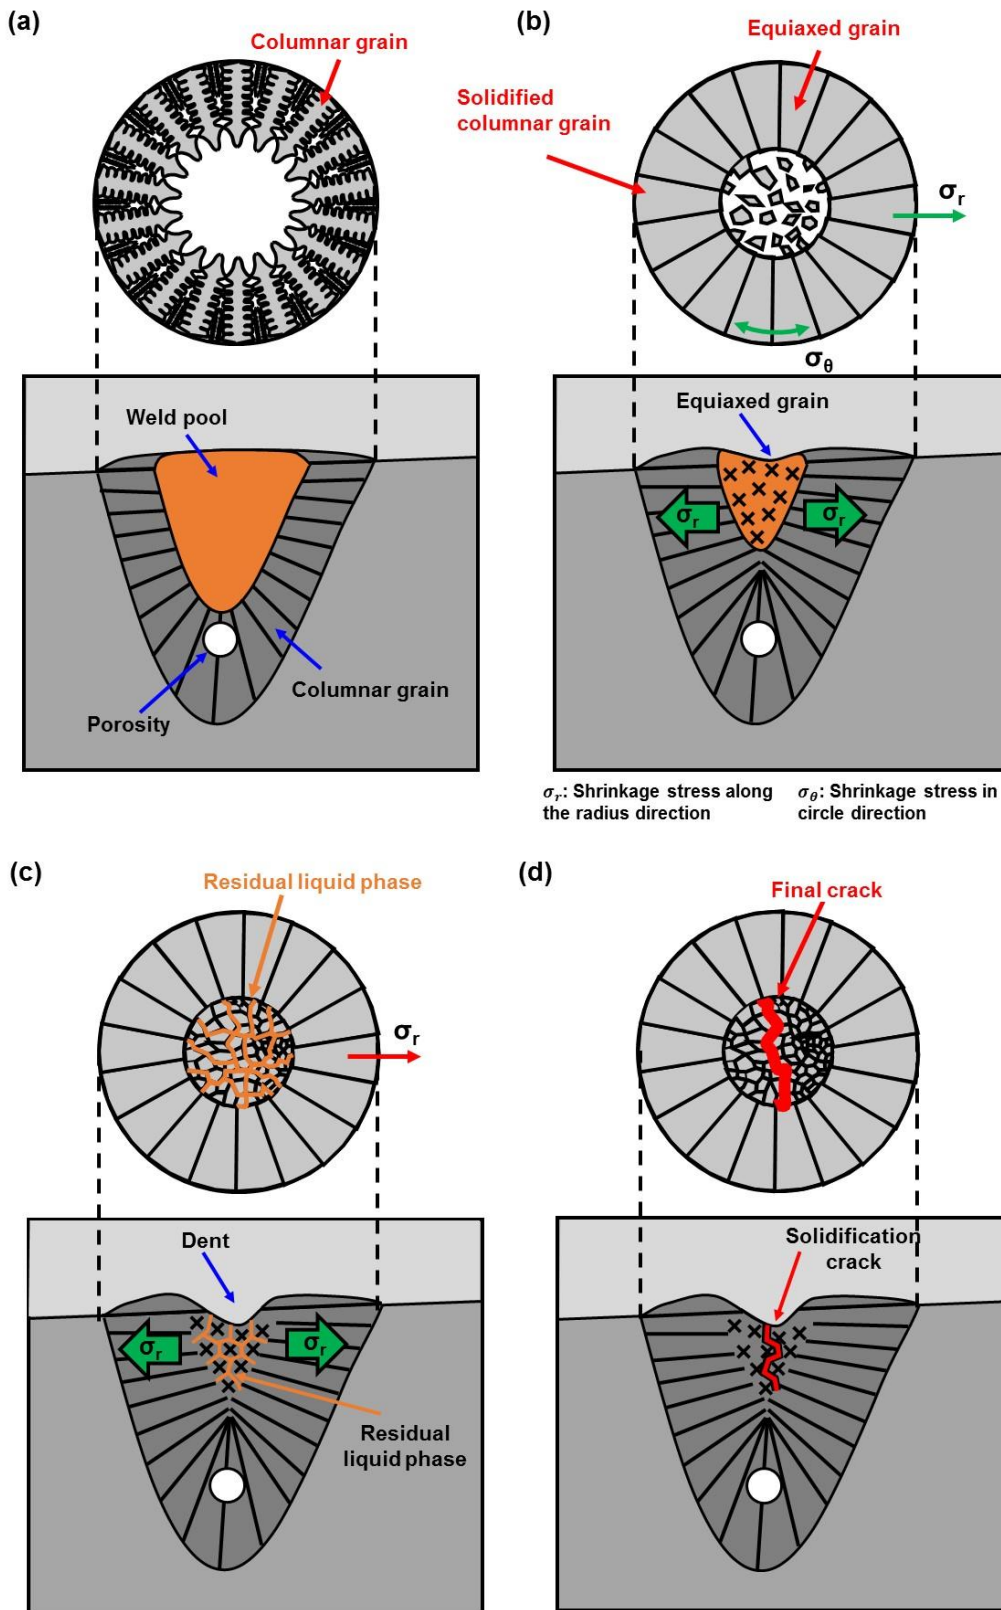 (a)
Columnar grain
Weld pool
Columnar grain
Porosity
(b)
Equiaxed grain
Solidified
columnar grain
σr
σθ
Equiaxed grain
σr
σr
σr: Shrinkage stress along
the radius direction
σθ: Shrinkage stress in
circle direction
(c)
Residual liquid phase
σr
Dent
σr
σr
Residual
liquid phase
(d)
Final crack
Solidification
crack